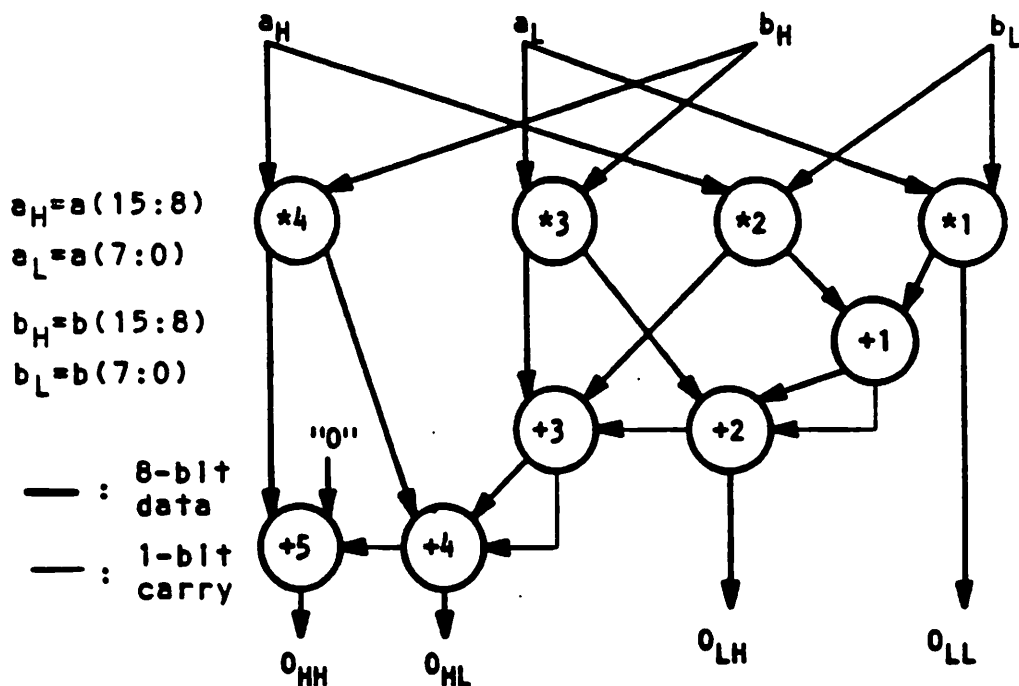 aH aL bH bL
*4 *3 *2 *1
aH=a(15:8)
aL=a(7:0)
bH=b(15:8)
bL=b(7:0)
+1
+3 +2
"0"
— : 8-bit
data
+5 +4
— : 1-bit
carry
OHH OHL OLH OLL